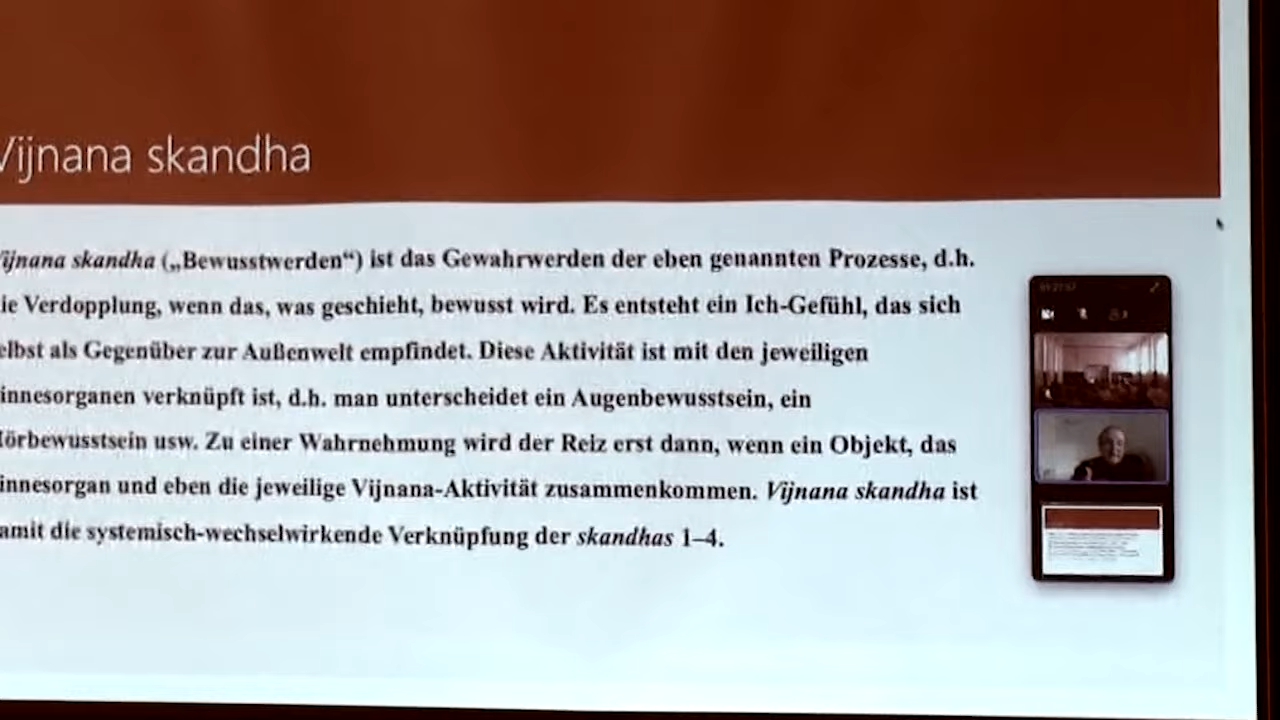 Vijnana skandha
ijnana skandha („Bewusstwerden“) ist das Gewahrwerden der eben genannten Prozesse, d.h.
ie Verdopplung, wenn das, was geschieht, bewusst wird. Es entsteht ein Ich-Gefühl, das sich
elbst als Gegenüber zur Außenwelt empfindet. Diese Aktivität ist mit den jeweiligen
innesorganen verknüpft ist, d.h. man unterscheidet ein Augenbewusstsein, ein
örbewusstsein usw. Zu einer Wahrnehmung wird der Reiz erst dann, wenn ein Objekt, das
innesorgan und eben die jeweilige Vijnana-Aktivität zusammenkommen. Vijnana skandha ist
amit die systemisch-wechselwirkende Verknüpfung der skandhas 1–4.